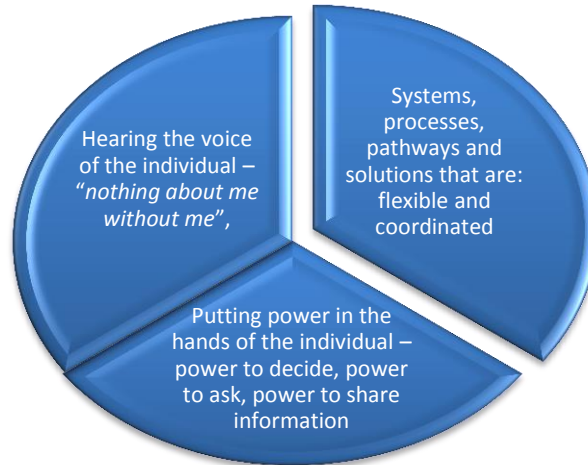 Hearing the voice
of the individual –
“nothing about me
without me”,
Systems,
processes,
pathways and
solutions that are:
flexible and
coordinated
Putting power in the
hands of the individual –
power to decide, power
to ask, power to share
information